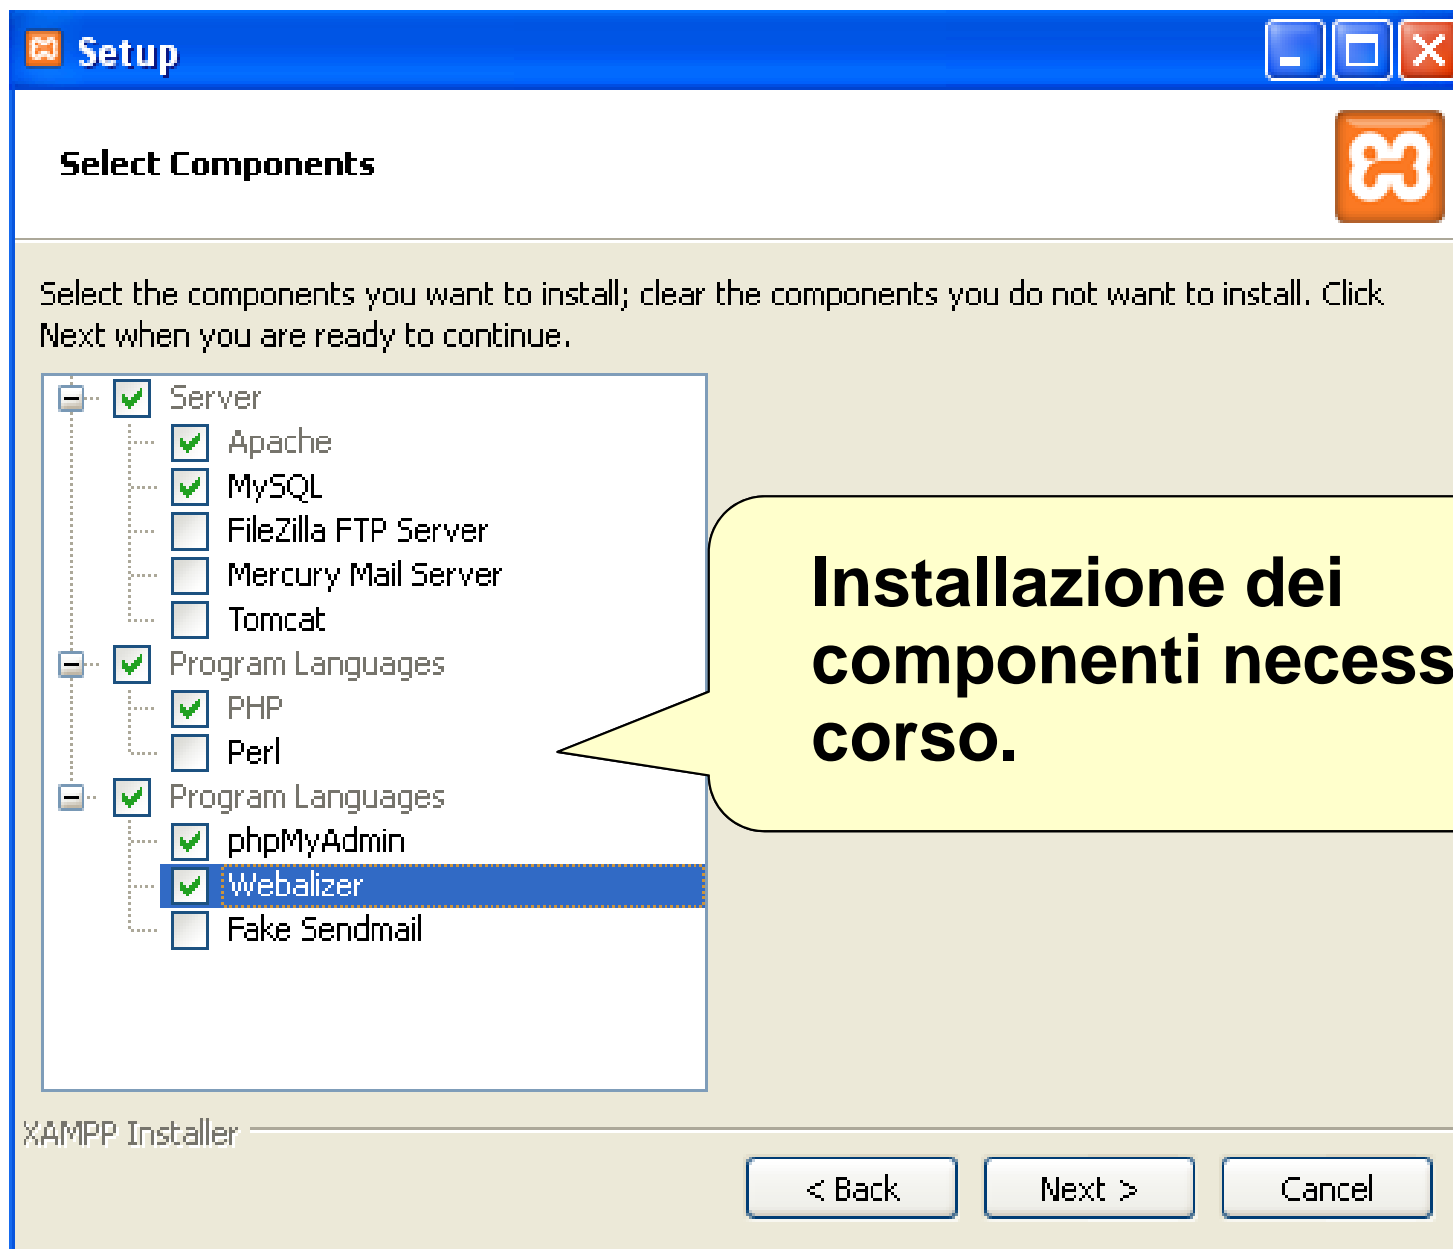 Setup
Select Components
Select the components you want to install; clear the components you do not want to install. Click
Next when you are ready to continue.
Server
Apache
MySQL
FileZilla FTP Server
Mercury Mail Server
Tomcat
Program Languages
PHP
Perl
Program Languages
phpMyAdmin
Webalizer
Fake Sendmail
Installazione dei
componenti
corso.
XAMPP Installer
< Back
Next >
Cancel